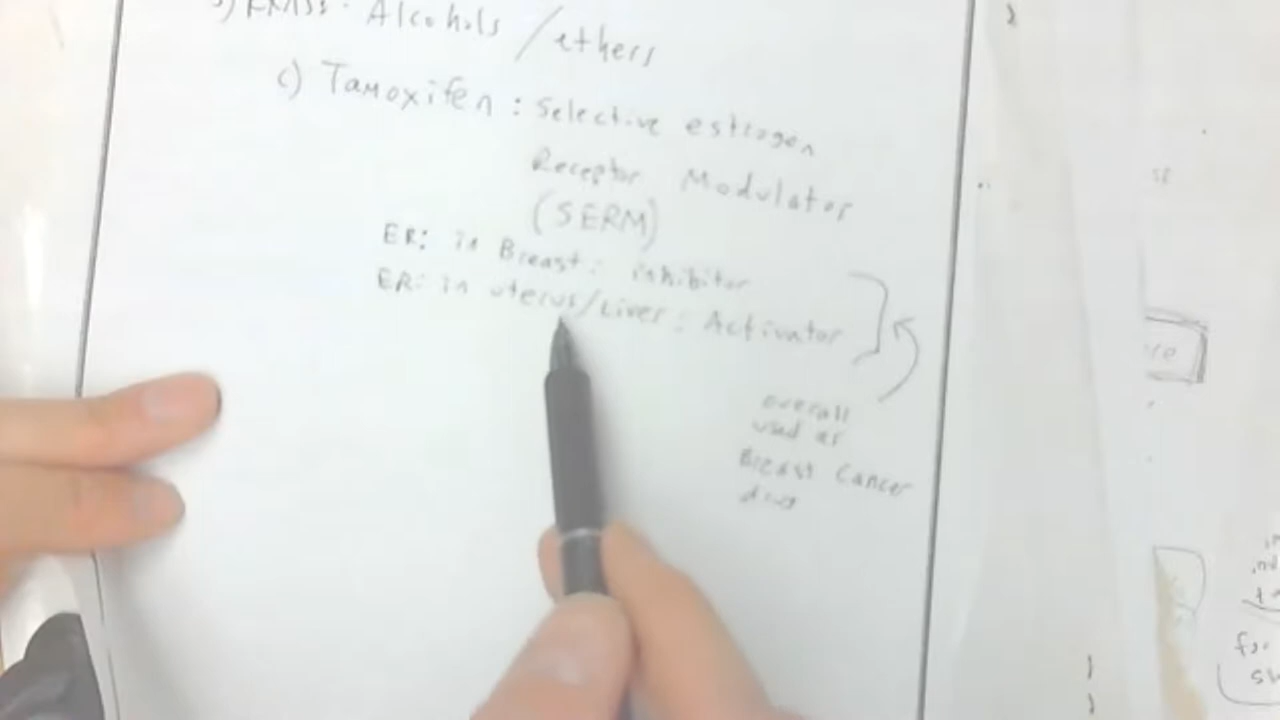 Alcohols / ethers
c) Tamoxifen : Selective estrogen
Receptor Modulator
(SERM)
ER: in Breast: inhibitor
ER: in uterus/Liver: Activator
overall
used as
Breast Cancer
drug